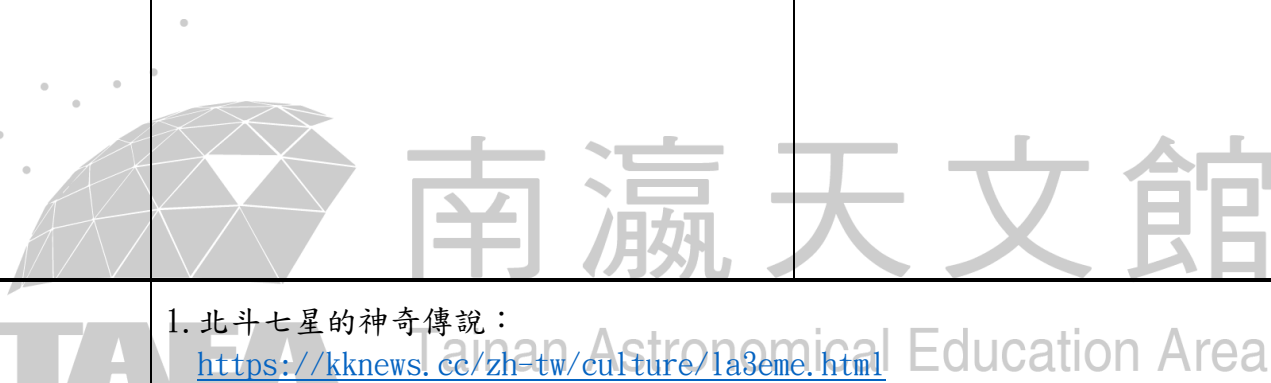 南瀛天文館
1.北斗七星的神奇傳說：
TAEA Tainan Astronomical Education Area
https://kknews.cc/zh-tw/culture/la3eme.html